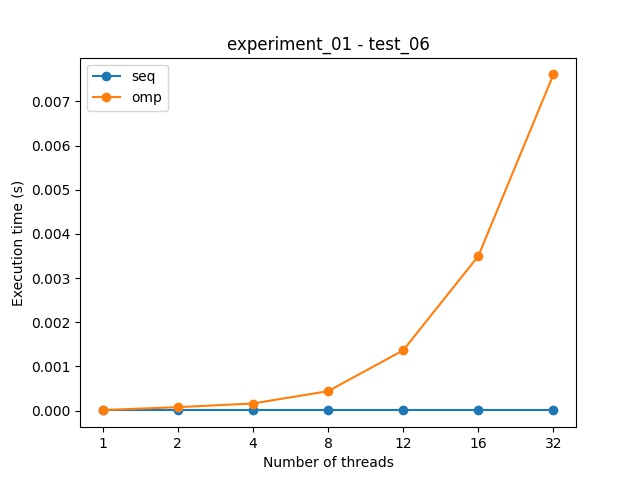 experiment_01 - test_06
seq
omp
Execution time (s)
0.007
0.006
0.005
0.004
0.003
0.002
0.001
0.000
1 2 4 8 12 16 32
Number of threads